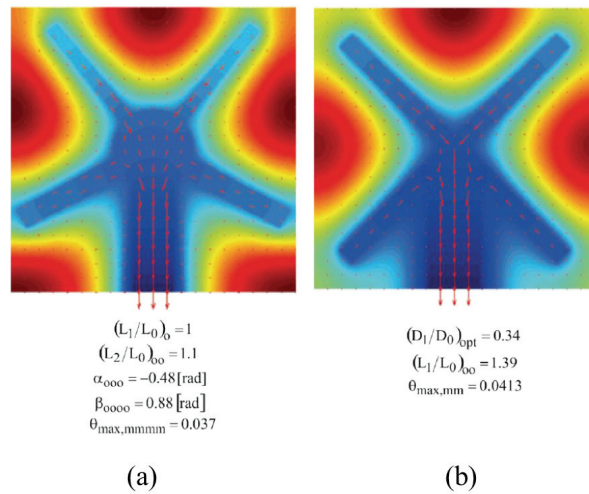 (L₁/L₀)ₒ = 1
(L₂/L₀)ₒₒ = 1.1
αₒₒₒ = −0.48 [rad]
βₒₒₒₒ = 0.88 [rad]
θmax,mmmm = 0.037
(a)
(D₁/D₀)opt = 0.34
(L₁/L₀)ₒₒ = 1.39
θmax,mm = 0.0413
(b)